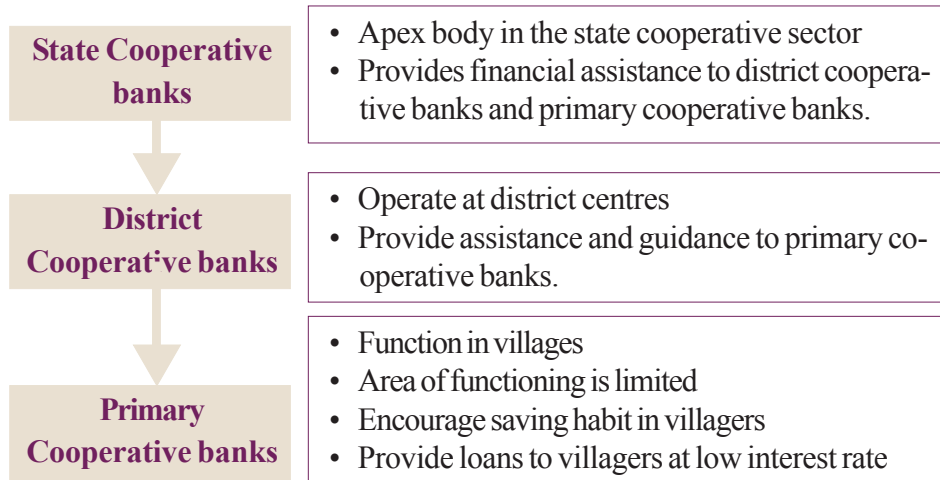 State Cooperative
banks
• Apex body in the state cooperative sector
• Provides financial assistance to district coopera-
tive banks and primary cooperative banks.
District
Cooperative banks
• Operate at district centres
• Provide assistance and guidance to primary co-
operative banks.
Primary
Cooperative banks
• Function in villages
• Area of functioning is limited
• Encourage saving habit in villagers
• Provide loans to villagers at low interest rate